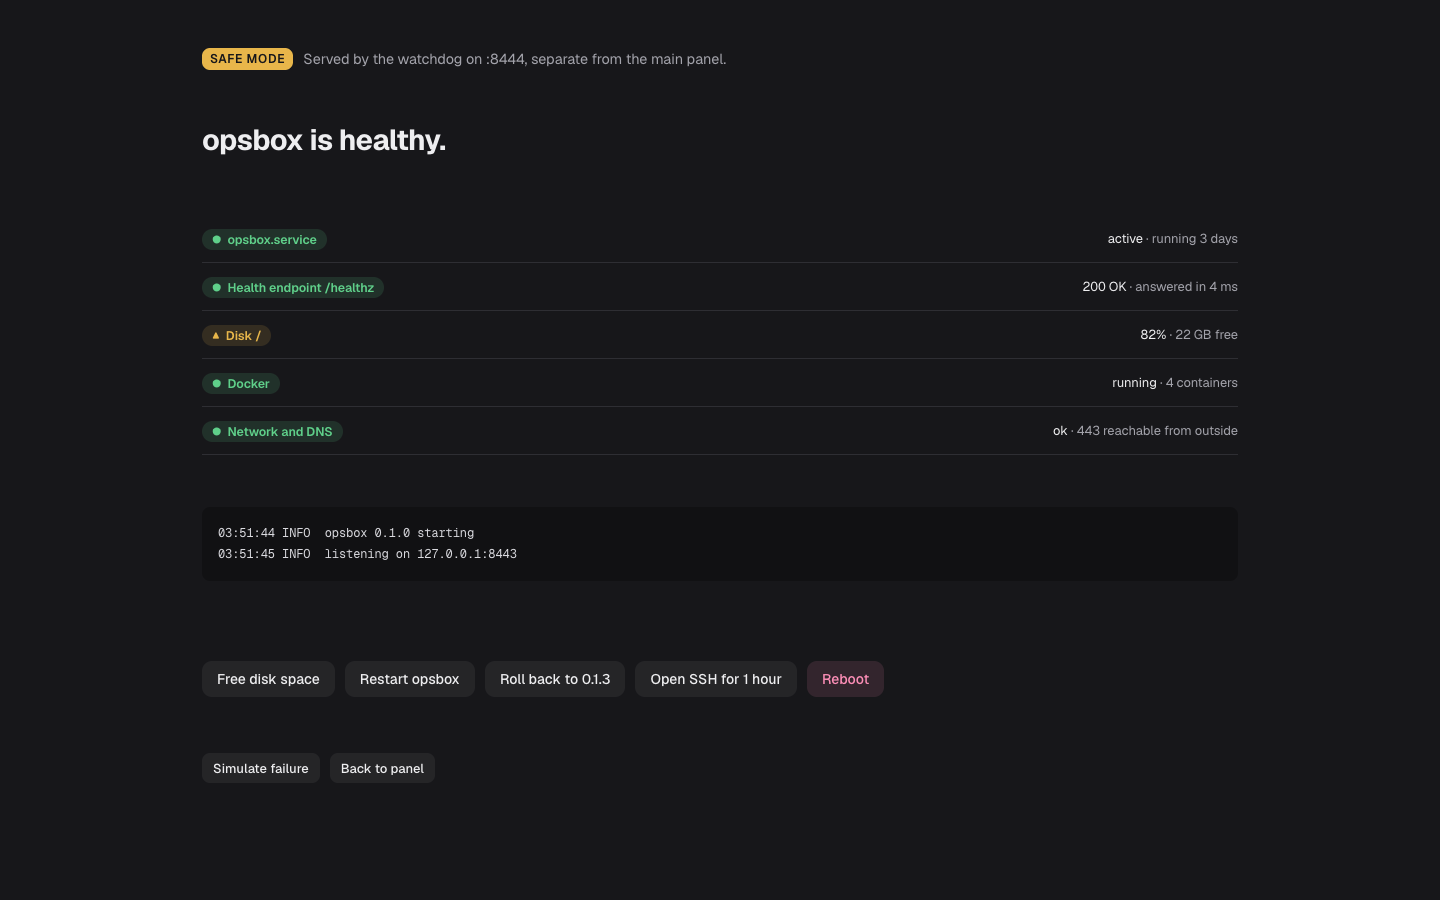 SAFE MODE Served by the watchdog on :8444, separate from the main panel.
opsbox is healthy.
opsbox.service active · running 3 days
Health endpoint /healthz 200 OK · answered in 4 ms
Disk / 82% · 22 GB free
Docker running · 4 containers
Network and DNS ok · 443 reachable from outside
03:51:44 INFO  opsbox 0.1.0 starting
03:51:45 INFO  listening on 127.0.0.1:8443
Free disk space Restart opsbox Roll back to 0.1.3 Open SSH for 1 hour Reboot
Simulate failure Back to panel